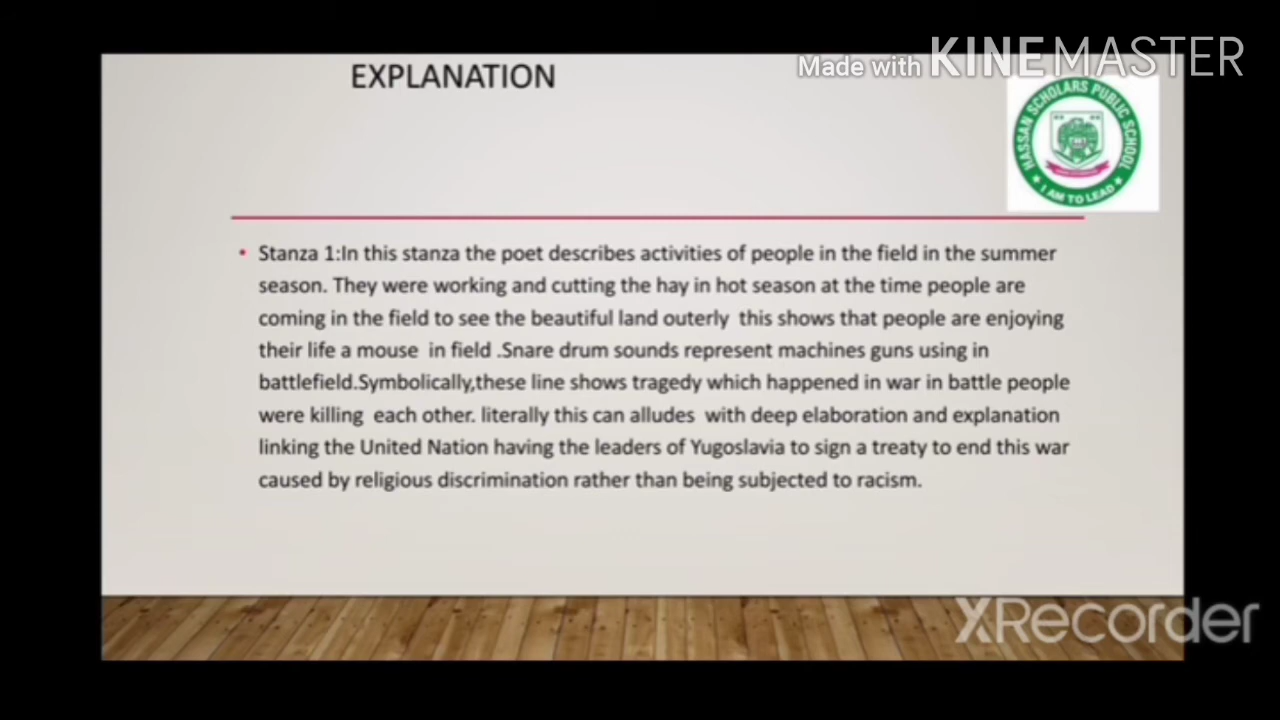 Made with KINEMASTER
EXPLANATION
HASSAN SCHOLARS PUBLIC SCHOOL
I AM TO LEAD
• Stanza 1:In this stanza the poet describes activities of people in the field in the summer
season. They were working and cutting the hay in hot season at the time people are
coming in the field to see the beautiful land outerly this shows that people are enjoying
their life a mouse in field .Snare drum sounds represent machines guns using in
battlefield.Symbolically,these line shows tragedy which happened in war in battle people
were killing each other. literally this can alludes with deep elaboration and explanation
linking the United Nation having the leaders of Yugoslavia to sign a treaty to end this war
caused by religious discrimination rather than being subjected to racism.
XRecorder